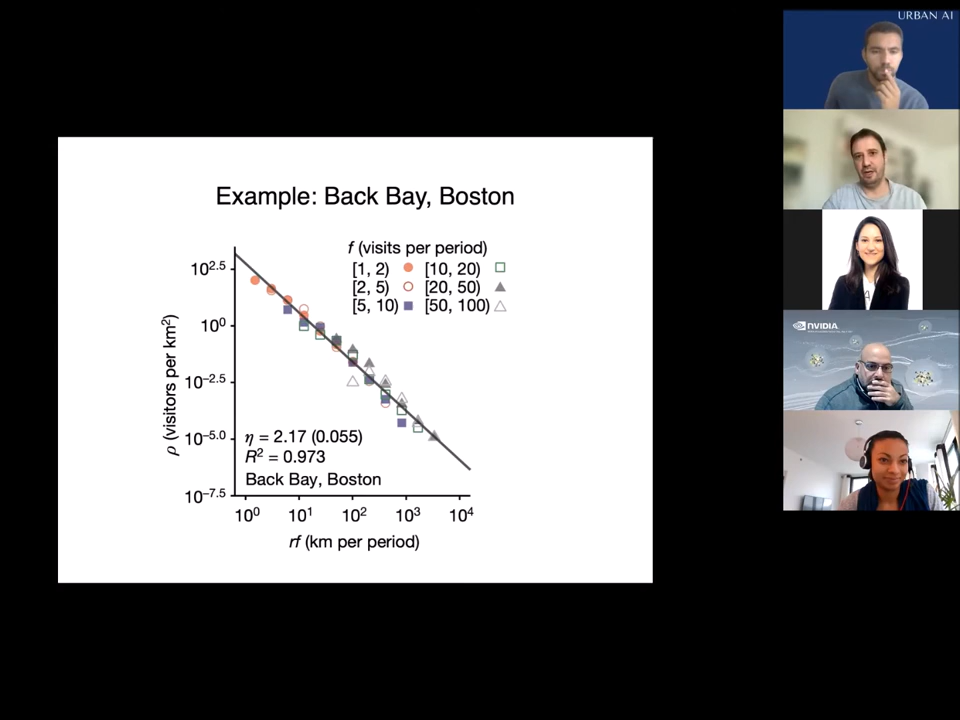 URBAN AI
Example: Back Bay, Boston
f (visits per period)
[1, 2) [10, 20)
[2, 5) [20, 50)
[5, 10) [50, 100)
10^2.5
10^0
10^-2.5
10^-5.0
10^-7.5
ρ (visitors per km²)
η = 2.17 (0.055)
R² = 0.973
Back Bay, Boston
10^0 10^1 10^2 10^3 10^4
rf (km per period)
NVIDIA